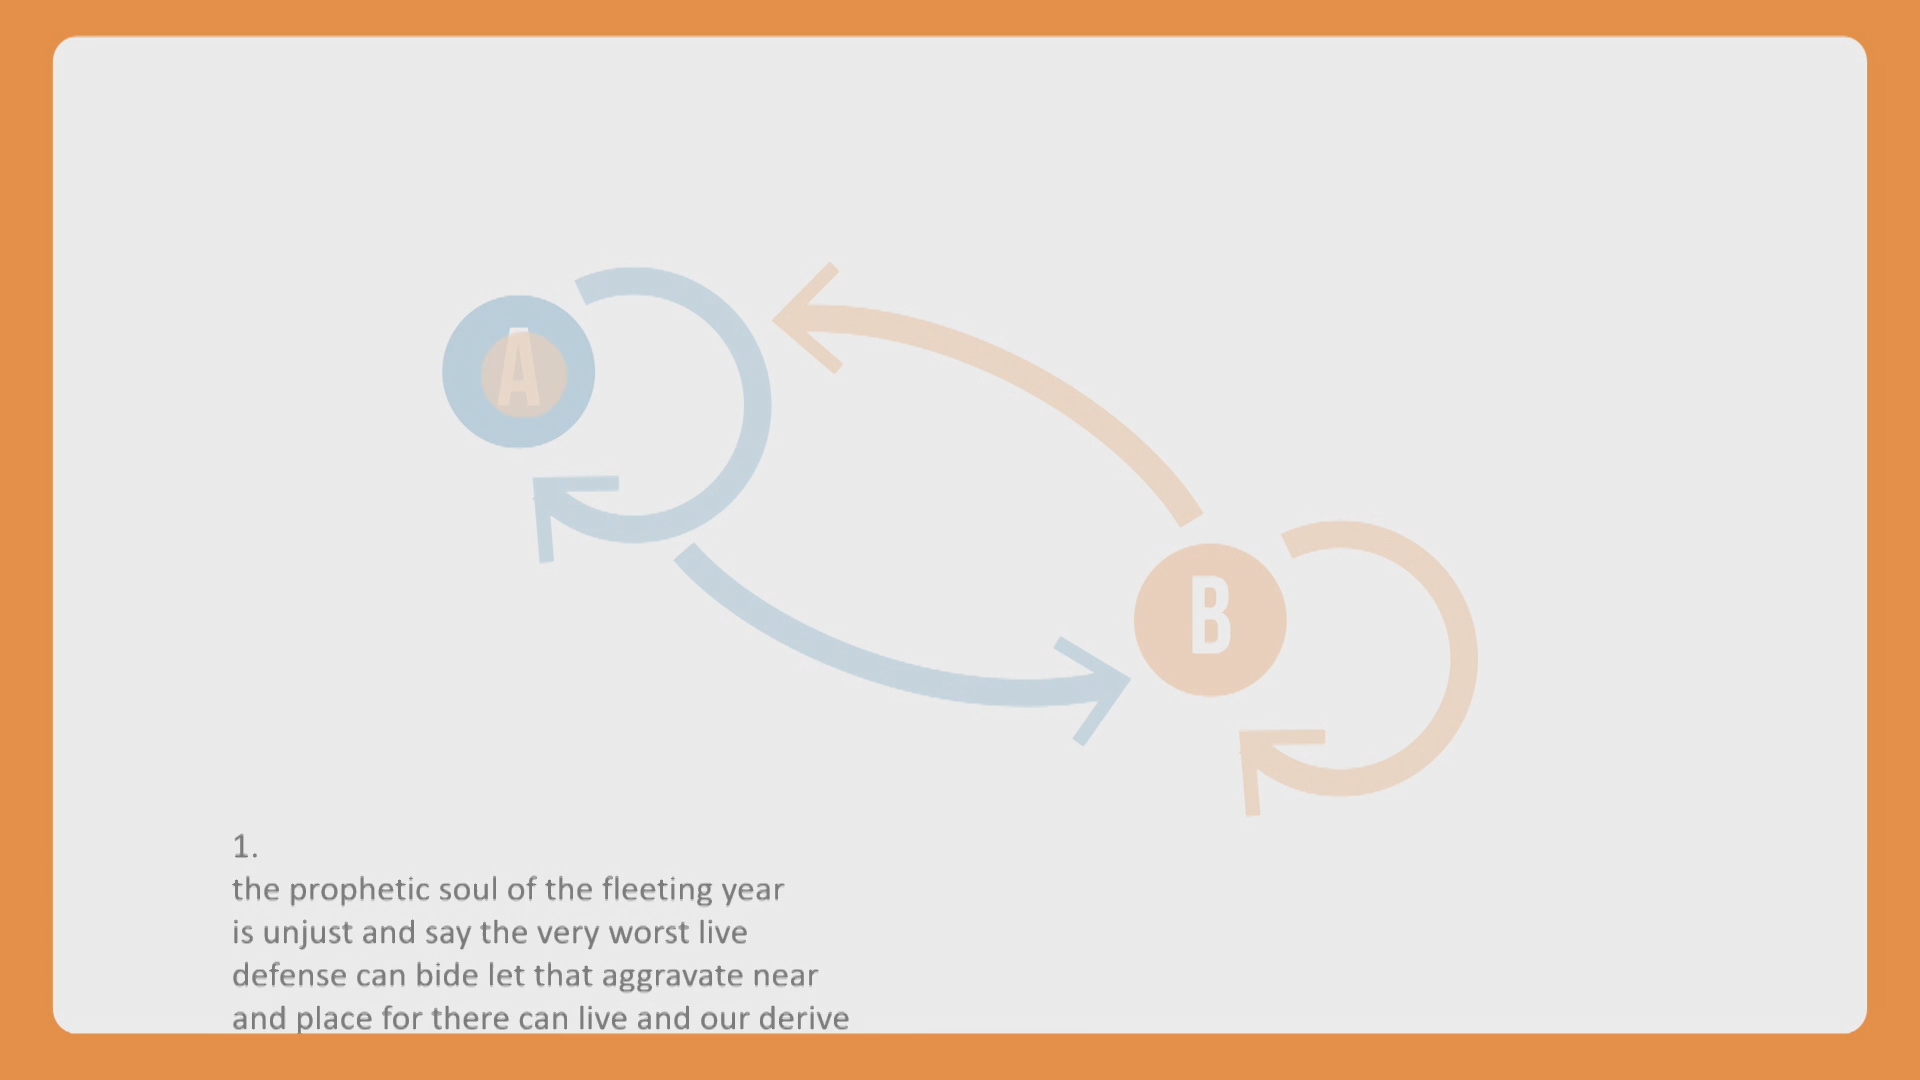 A
B
1.
the prophetic soul of the fleeting year
is unjust and say the very worst live
defense can bide let that aggravate near
and place for there can live and our derive